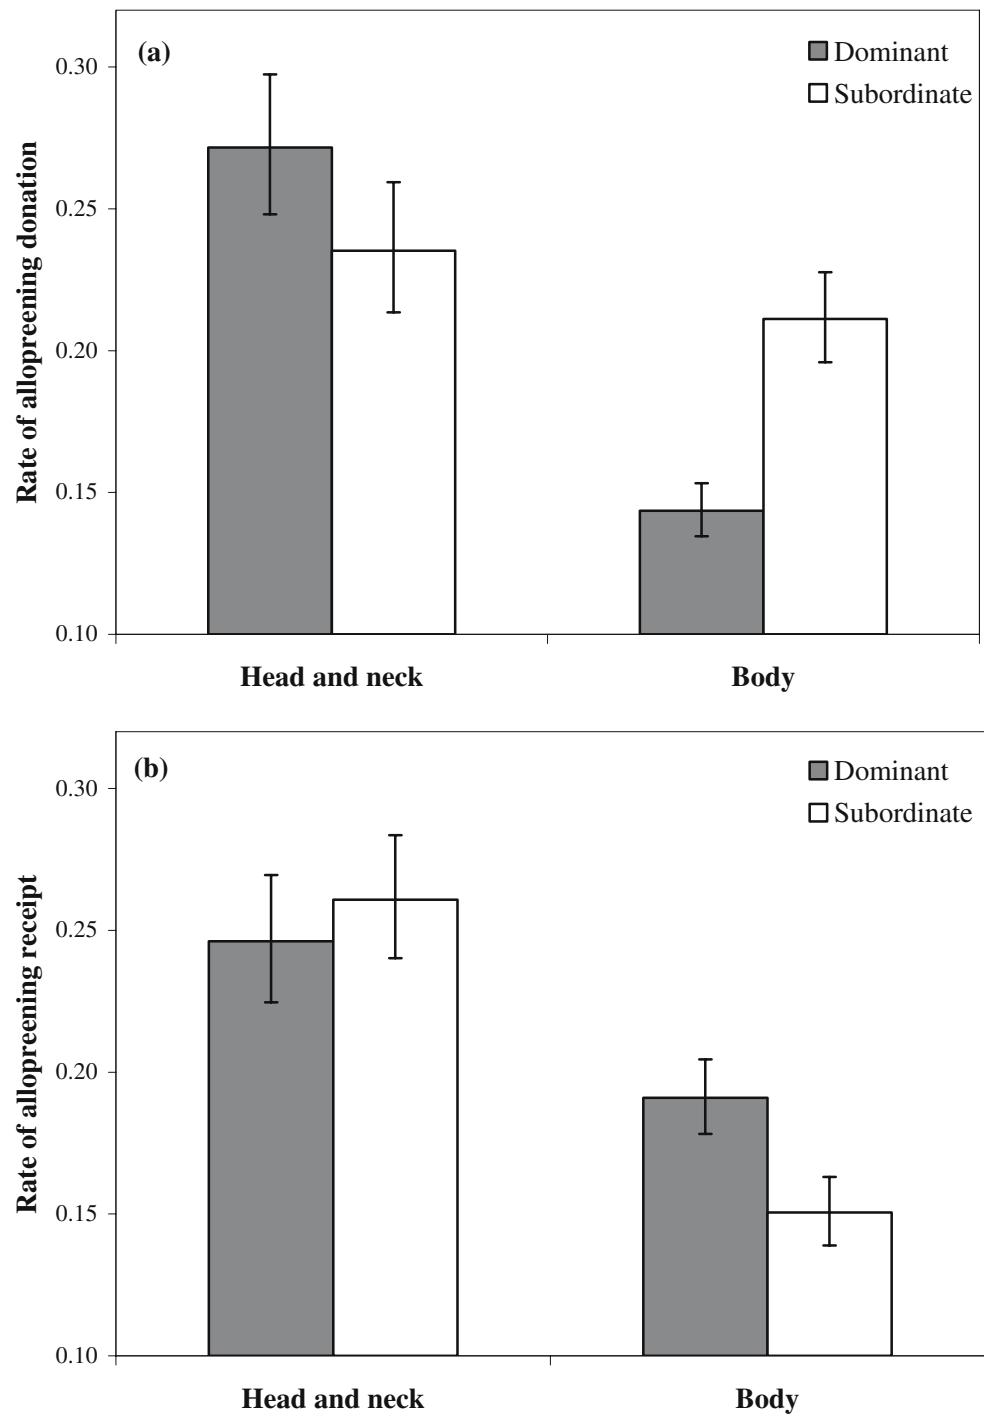 (a)
Dominant
Subordinate
Rate of allopreening donation
0.30
0.25
0.20
0.15
0.10
Head and neck
Body
(b)
Dominant
Subordinate
Rate of allopreening receipt
0.30
0.25
0.20
0.15
0.10
Head and neck
Body